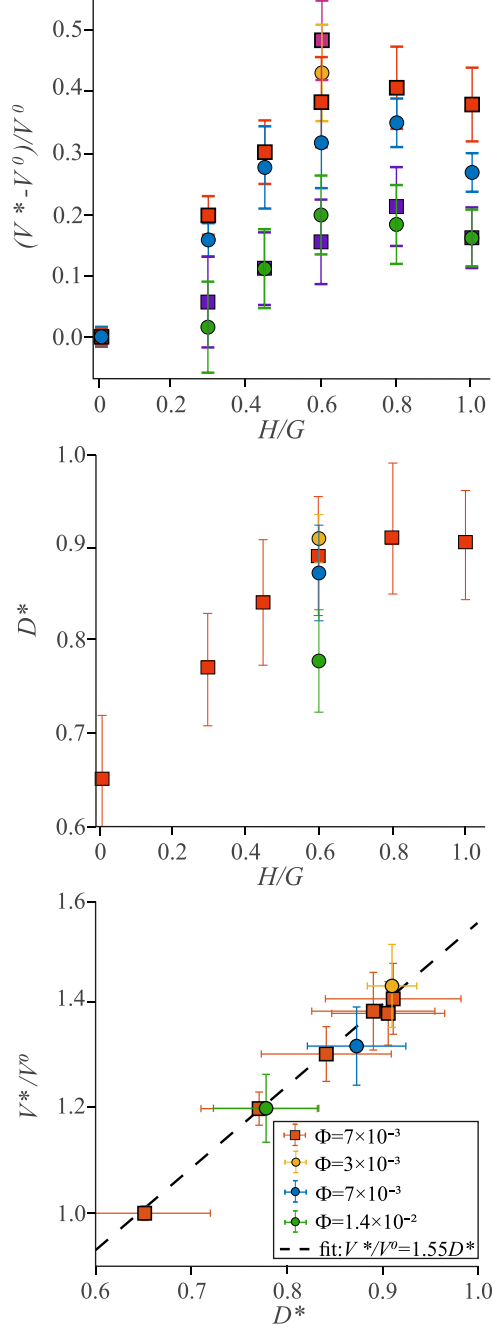 0.5
0.4
0.3
0.2
0.1
0.0
(V*-V⁰)/V⁰
0 0.2 0.4 0.6 0.8 1.0
H/G
1.0
0.9
0.8
0.7
0.6
D*
0 0.2 0.4 0.6 0.8 1.0
H/G
1.6
1.4
1.2
1.0
V*/V⁰
Φ=7×10⁻³
Φ=3×10⁻³
Φ=7×10⁻³
Φ=1.4×10⁻²
fit:V*/V⁰=1.55D*
0.6 0.7 0.8 0.9 1.0
D*